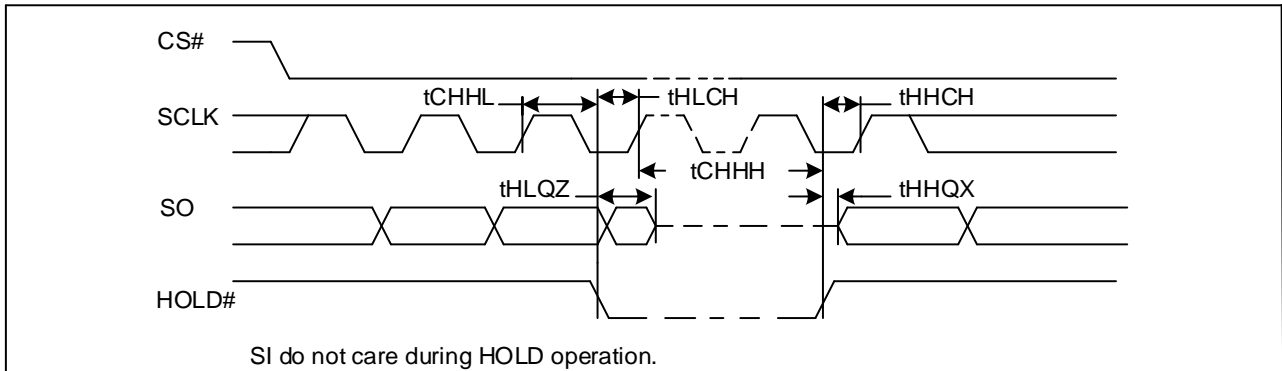 CS#
tCHHL
tHLCH
tHHCH
SCLK
tCHHH
tHLQZ
tHHQX
SO
HOLD#
SI do not care during HOLD operation.